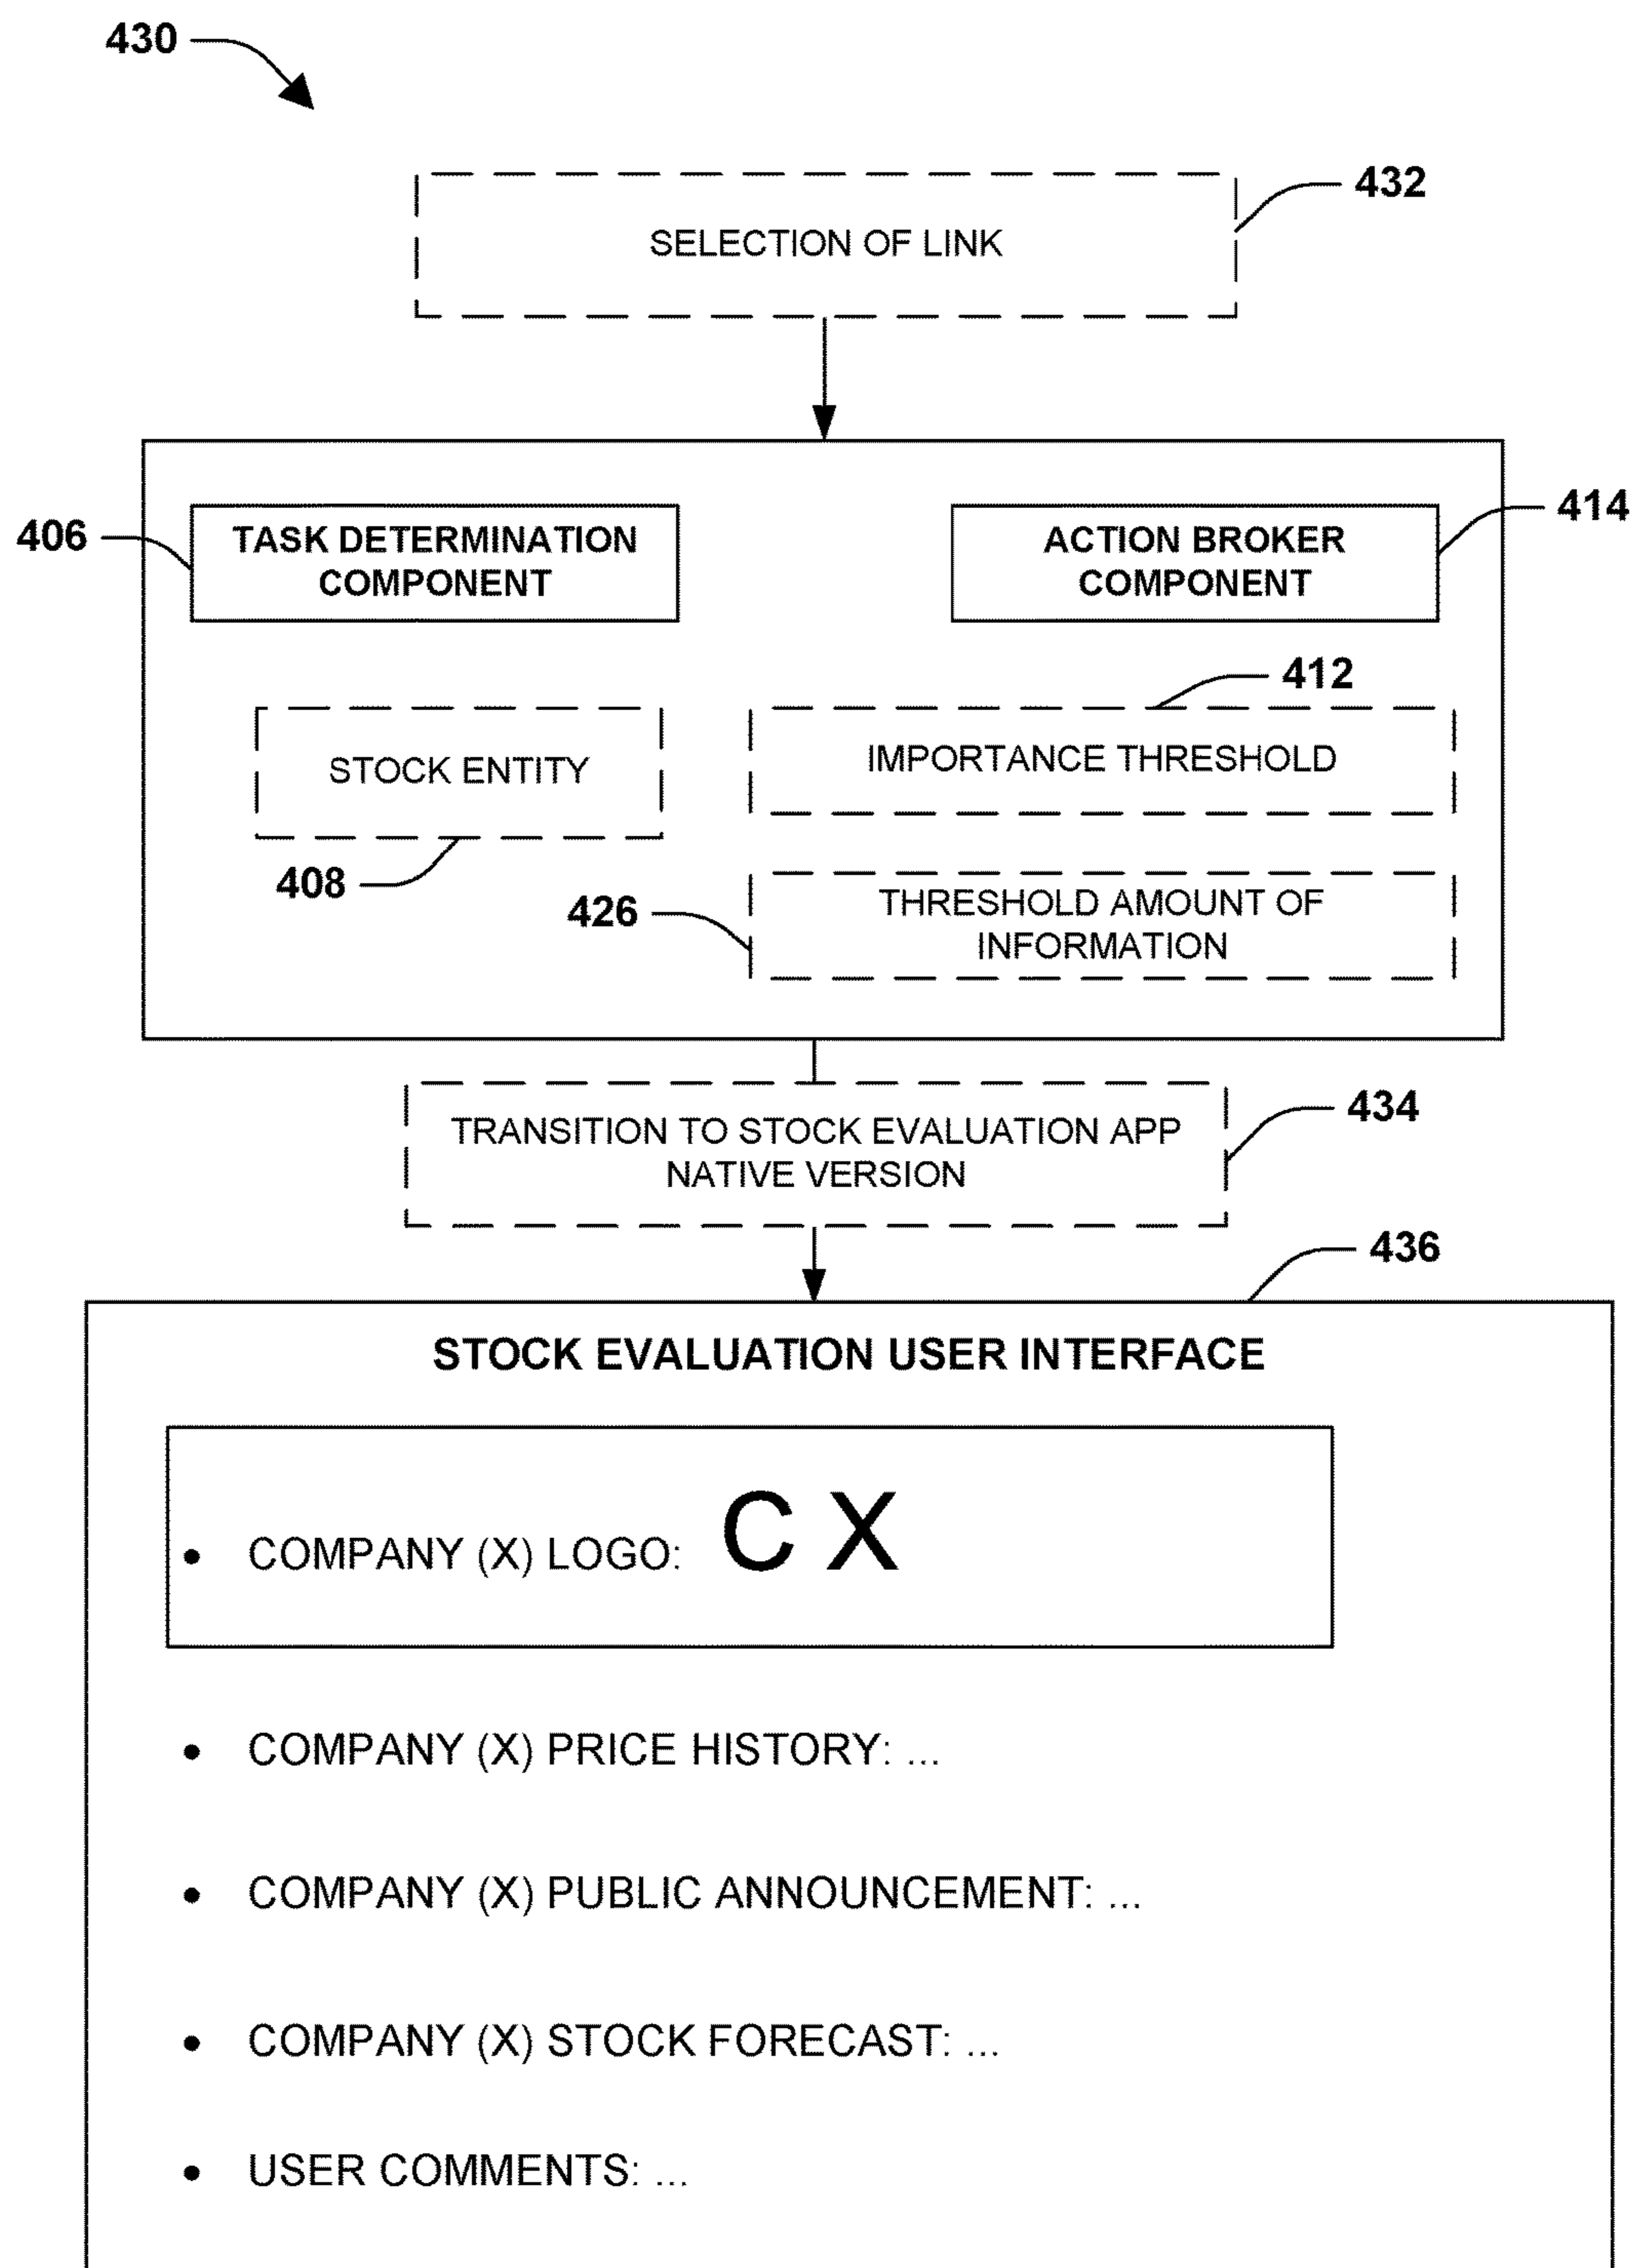 430
432
SELECTION OF LINK
406
TASK DETERMINATION
COMPONENT
414
ACTION BROKER
COMPONENT
412
STOCK ENTITY
IMPORTANCE THRESHOLD
408
426
THRESHOLD AMOUNT OF
INFORMATION
434
TRANSITION TO STOCK EVALUATION APP
NATIVE VERSION
436
STOCK EVALUATION USER INTERFACE
• COMPANY (X) LOGO: C X
• COMPANY (X) PRICE HISTORY: ...
• COMPANY (X) PUBLIC ANNOUNCEMENT: ...
• COMPANY (X) STOCK FORECAST: ...
• USER COMMENTS: ...